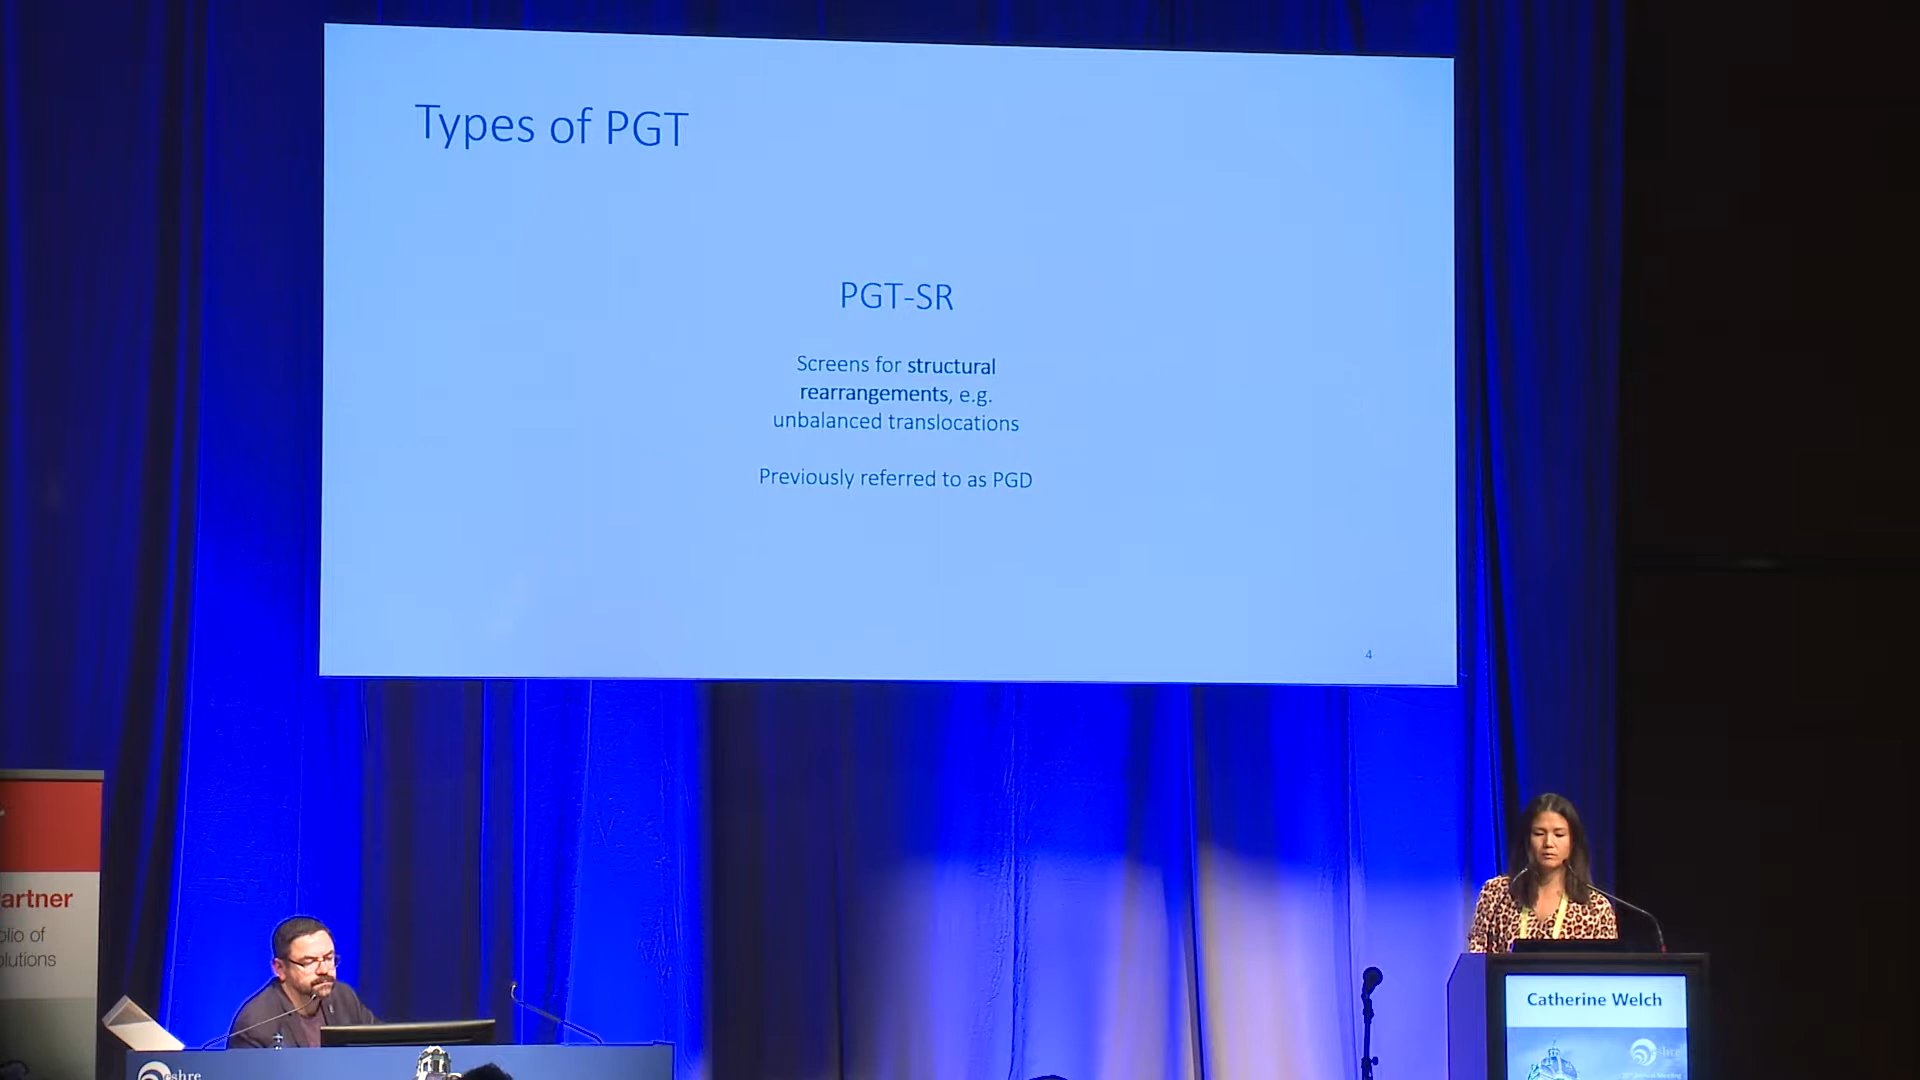 Types of PGT
PGT-SR
Screens for structural
rearrangements, e.g.
unbalanced translocations
Previously referred to as PGD
4
artner
olio of
olutions
Catherine Welch
eshre
eshre